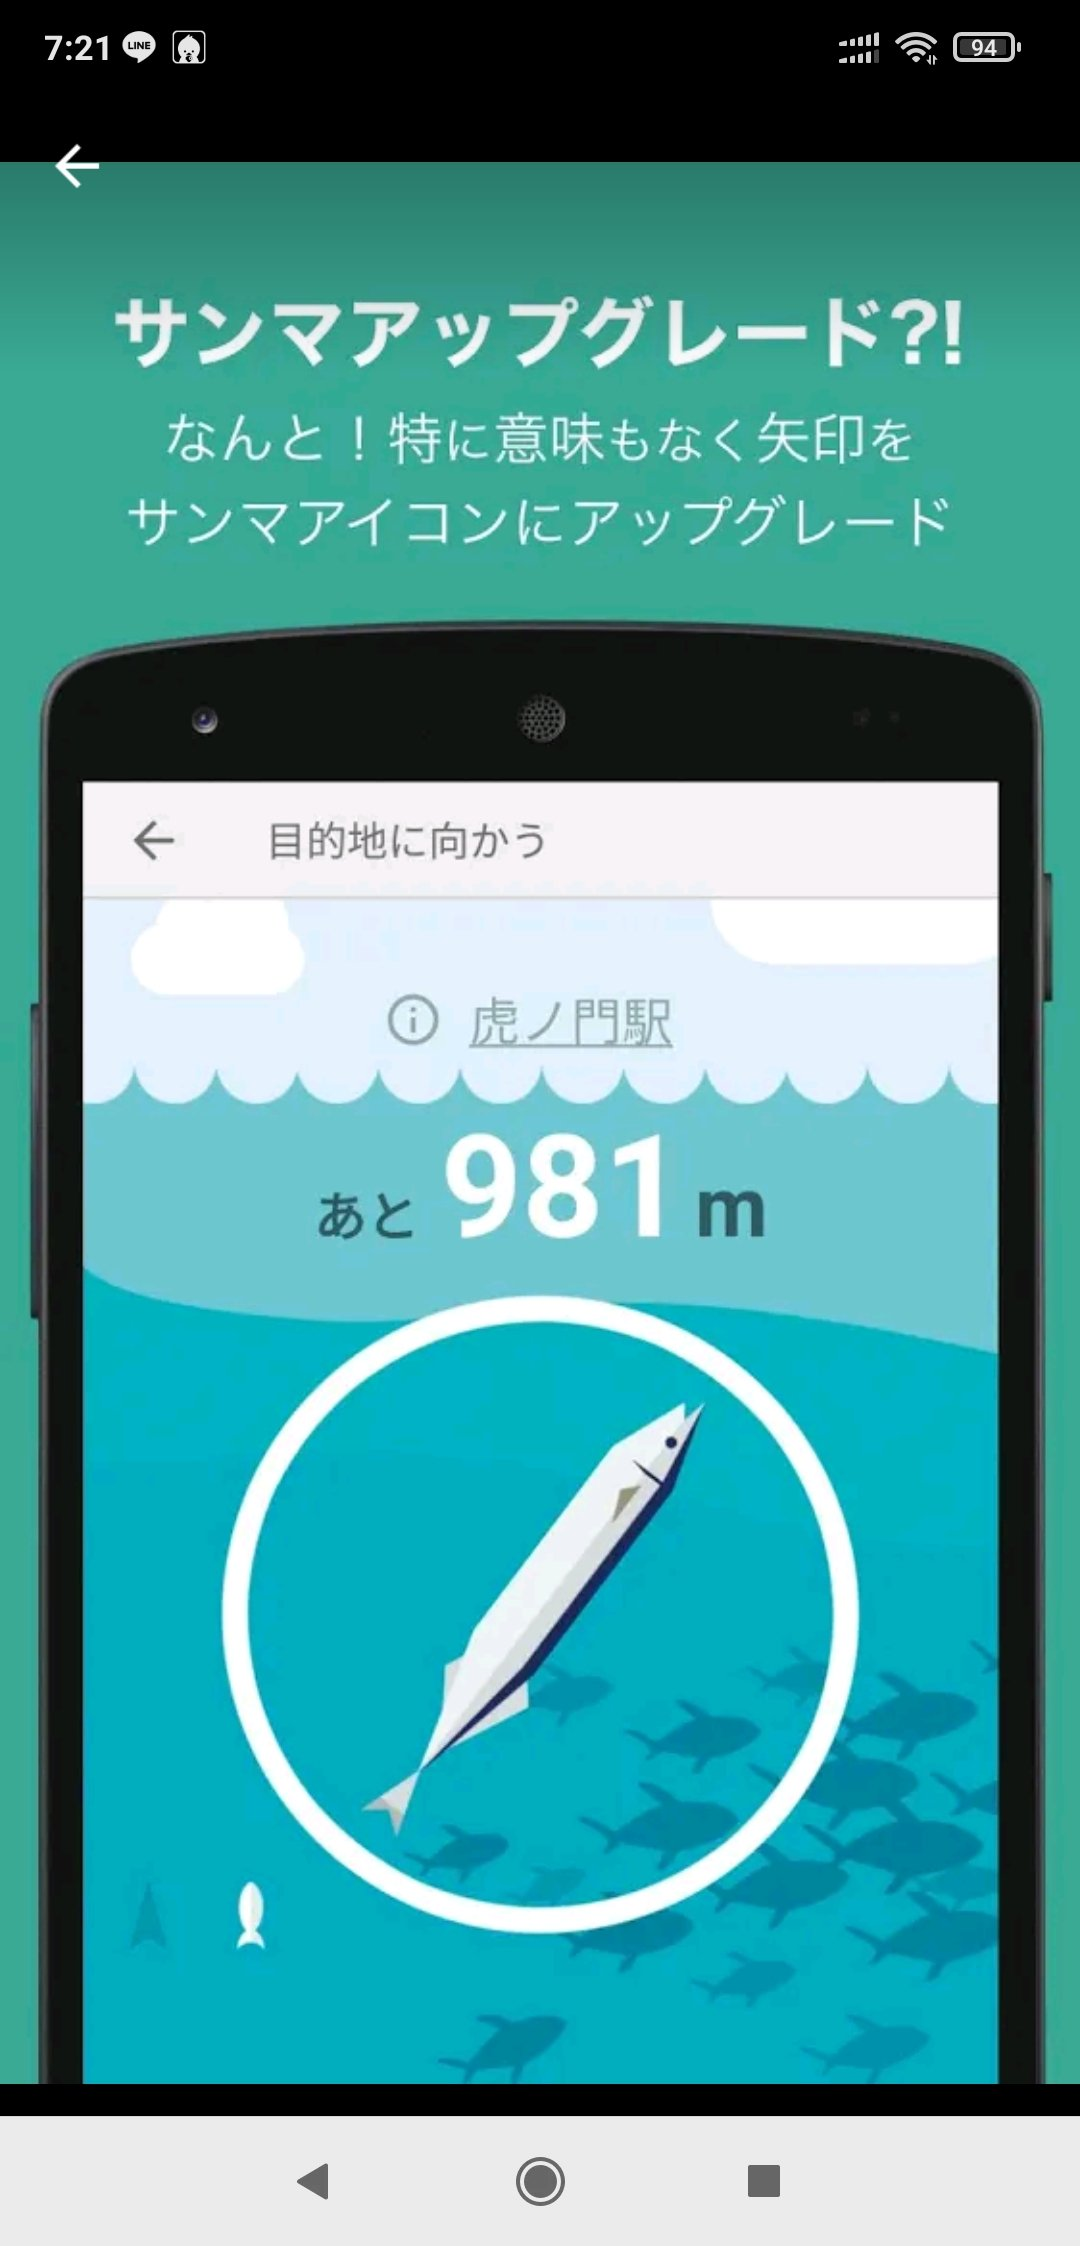 7:21 LINE 94
サンマアップグレード?!
なんと！特に意味もなく矢印を
サンマアイコンにアップグレード
目的地に向かう
虎ノ門駅
あと 981 m